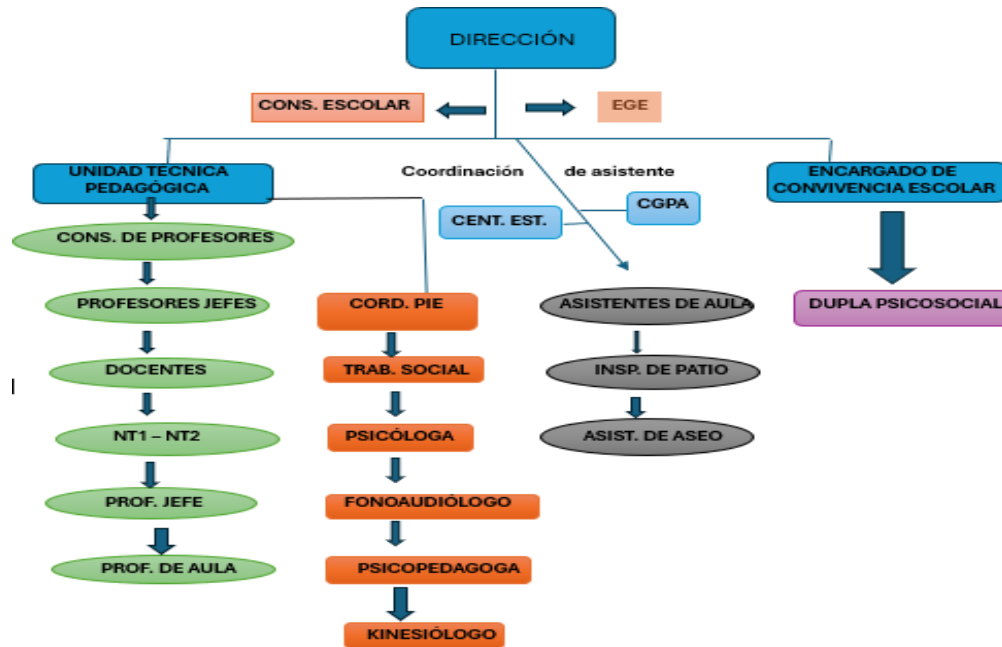 DIRECCIÓN
CONS. ESCOLAR
EGE
UNIDAD TECNICA
PEDAGÓGICA
Coordinación de asistente
ENCARGADO DE
CONVIVENCIA ESCOLAR
CGPA
CENT. EST.
CONS. DE PROFESORES
PROFESORES JEFES
CORD. PIE
ASISTENTES DE AULA
DUPLA PSICOSOCIAL
DOCENTES
TRAB. SOCIAL
INSP. DE PATIO
NT1 – NT2
PSICÓLOGA
ASIST. DE ASEO
PROF. JEFE
FONOAUDIÓLOGO
PROF. DE AULA
PSICOPEDAGOGA
KINESIÓLOGO